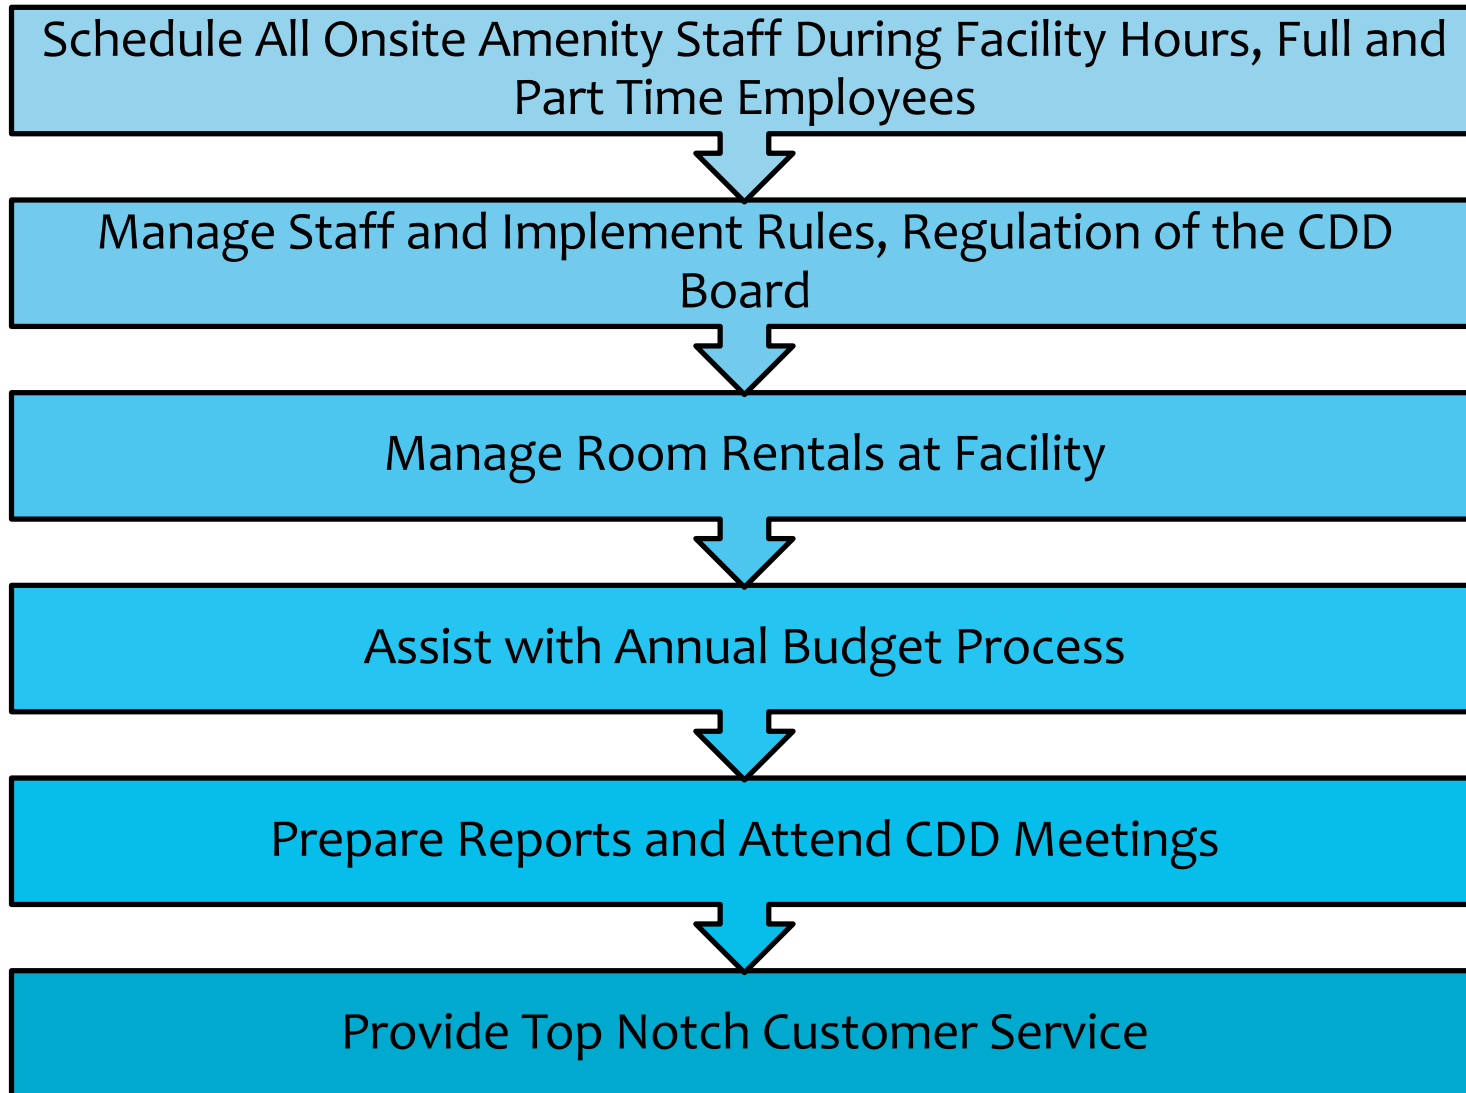 Schedule All Onsite Amenity Staff During Facility Hours, Full and
Part Time Employees
Manage Staff and Implement Rules, Regulation of the CDD
Board
Manage Room Rentals at Facility
Assist with Annual Budget Process
Prepare Reports and Attend CDD Meetings
Provide Top Notch Customer Service